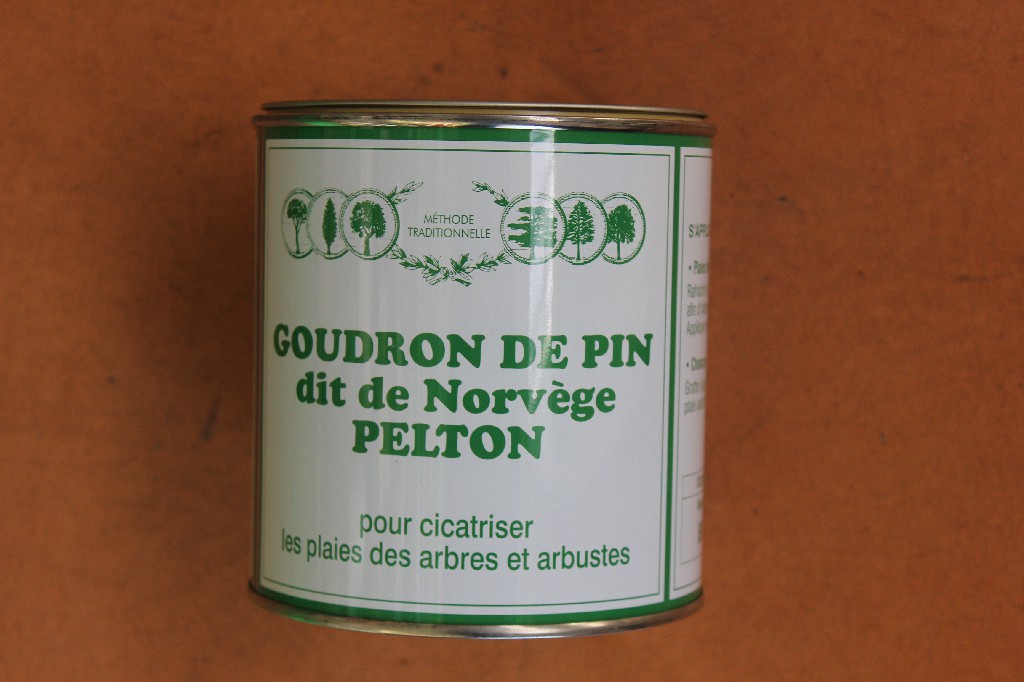 MÉTHODE
TRADITIONNELLE
GOUDRON DE PIN
dit de Norvège
PELTON
pour cicatriser
les plaies des arbres et arbustes